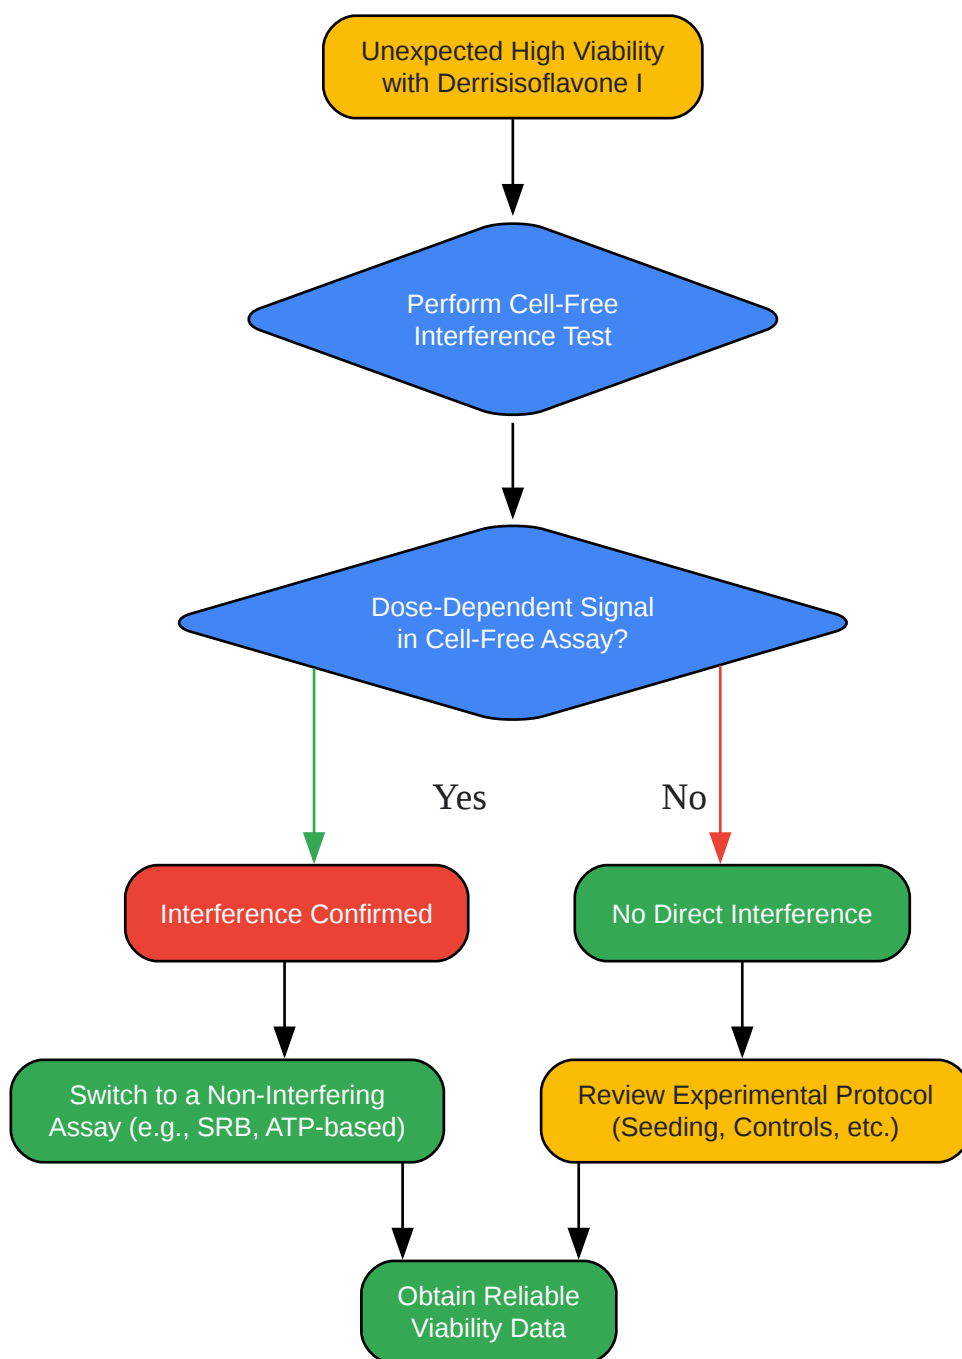 Unexpected High Viability
with Derrisisoflavone I
Perform Cell-Free
Interference Test
Dose-Dependent Signal
in Cell-Free Assay?
Yes
No
Interference Confirmed
No Direct Interference
Switch to a Non-Interfering
Assay (e.g., SRB, ATP-based)
Review Experimental Protocol
(Seeding, Controls, etc.)
Obtain Reliable
Viability Data